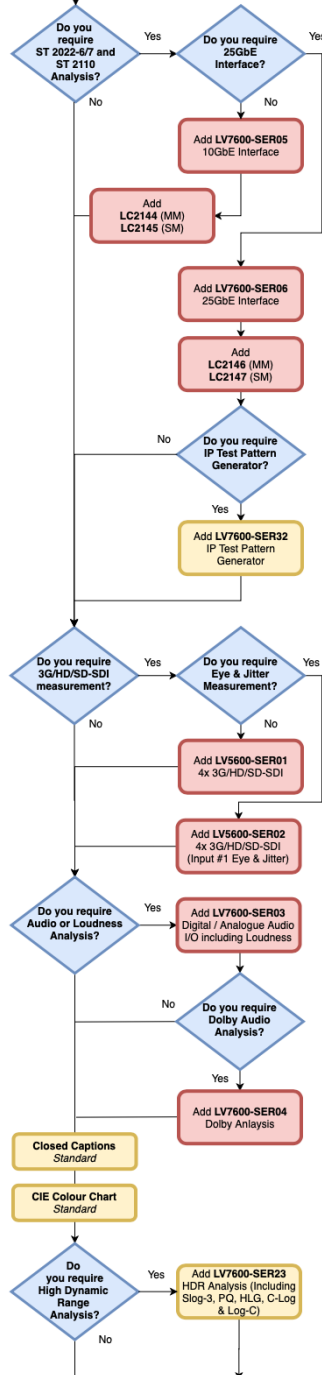 Do you
require
ST 2022-6/7 and
ST 2110
Analysis?
Yes
Do you require
25GbE
Interface?
Yes
No
No
Add LV7600-SER05
10GbE Interface
Add
LC2144 (MM)
LC2145 (SM)
Add LV7600-SER06
25GbE Interface
Add
LC2146 (MM)
LC2147 (SM)
No
Do you require
IP Test Pattern
Generator?
Yes
Add LV7600-SER32
IP Test Pattern
Generator
Do you require
3G/HD/SD-SDI
measurement?
Yes
Do you require
Eye & Jitter
Measurement?
Yes
No
No
Add LV5600-SER01
4x 3G/HD/SD-SDI
Add LV5600-SER02
4x 3G/HD/SD-SDI
(Input #1 Eye & Jitter)
Do you require
Audio or Loudness
Analysis?
Yes
Add LV7600-SER03
Digital / Analogue Audio
I/O including Loudness
No
Do you require
Dolby Audio
Analysis?
Yes
Add LV7600-SER04
Dolby Anlaysis
Closed Captions
Standard
CIE Colour Chart
Standard
Do
you require
High Dynamic
Range
Analysis?
Yes
Add LV7600-SER23
HDR Analysis (Including
Slog-3, PQ, HLG, C-Log
& Log-C)
No